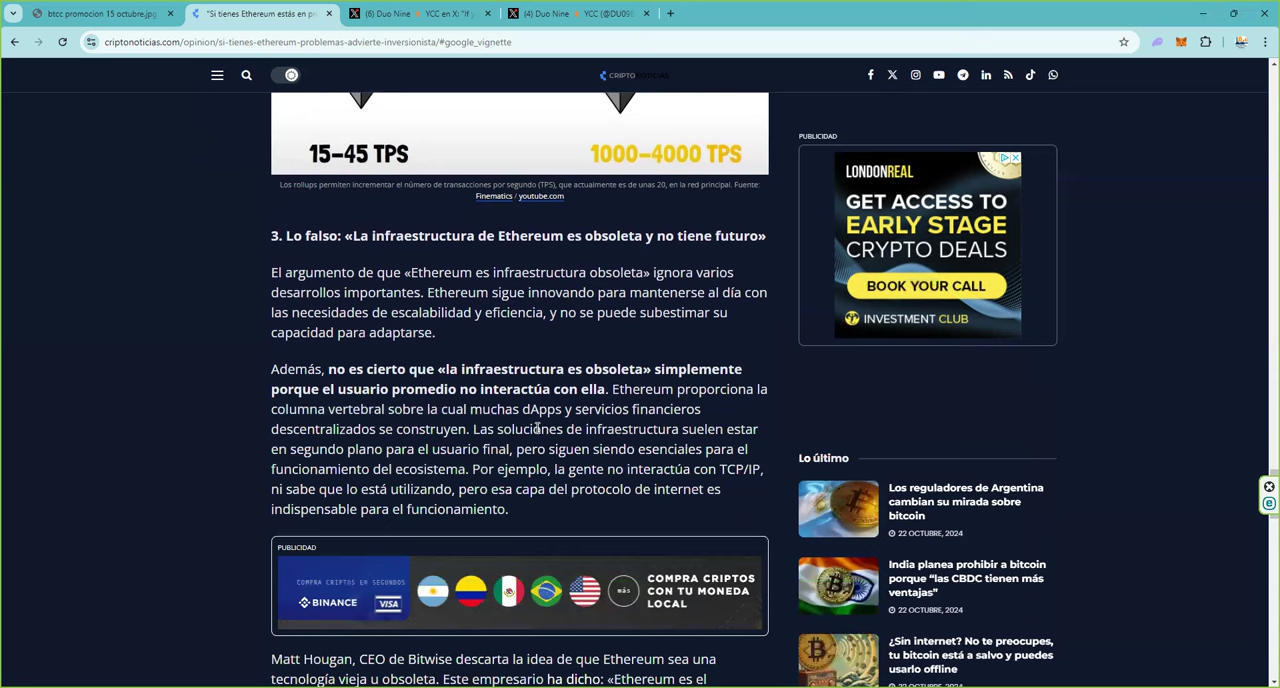 btcc promocion 15 octubre.jpg
"Si tienes Ethereum estás en pr
(6) Duo Nine YCC en X: "If y
(4) Duo Nine YCC (@DU09B
criptonoticias.com/opinion/si-tienes-ethereum-problemas-advierte-inversionista/#google_vignette
CRIPTONOTICIAS
15–45 TPS
1000–4000 TPS
Los rollups permiten incrementar el número de transacciones por segundo (TPS), que actualmente es de unas 20, en la red principal. Fuente:
Finematics / youtube.com
3. Lo falso: «La infraestructura de Ethereum es obsoleta y no tiene futuro»
El argumento de que «Ethereum es infraestructura obsoleta» ignora varios
desarrollos importantes. Ethereum sigue innovando para mantenerse al día con
las necesidades de escalabilidad y eficiencia, y no se puede subestimar su
capacidad para adaptarse.
Además, no es cierto que «la infraestructura es obsoleta» simplemente
porque el usuario promedio no interactúa con ella. Ethereum proporciona la
columna vertebral sobre la cual muchas dApps y servicios financieros
descentralizados se construyen. Las soluciones de infraestructura suelen estar
en segundo plano para el usuario final, pero siguen siendo esenciales para el
funcionamiento del ecosistema. Por ejemplo, la gente no interactúa con TCP/IP,
ni sabe que lo está utilizando, pero esa capa del protocolo de internet es
indispensable para el funcionamiento.
PUBLICIDAD
COMPRA CRIPTOS EN SEGUNDOS
BINANCE
VISA
más
COMPRA CRIPTOS
CON TU MONEDA
LOCAL
Matt Hougan, CEO de Bitwise descarta la idea de que Ethereum sea una
tecnología vieja u obsoleta. Este empresario ha dicho: «Ethereum es el
PUBLICIDAD
LONDONREAL
GET ACCESS TO
EARLY STAGE
CRYPTO DEALS
BOOK YOUR CALL
INVESTMENT CLUB
Lo último
Los reguladores de Argentina
cambian su mirada sobre
bitcoin
22 OCTUBRE, 2024
India planea prohibir a bitcoin
porque "las CBDC tienen más
ventajas"
22 OCTUBRE, 2024
¿Sin internet? No te preocupes,
tu bitcoin está a salvo y puedes
usarlo offline
22 OCTUBRE, 2024